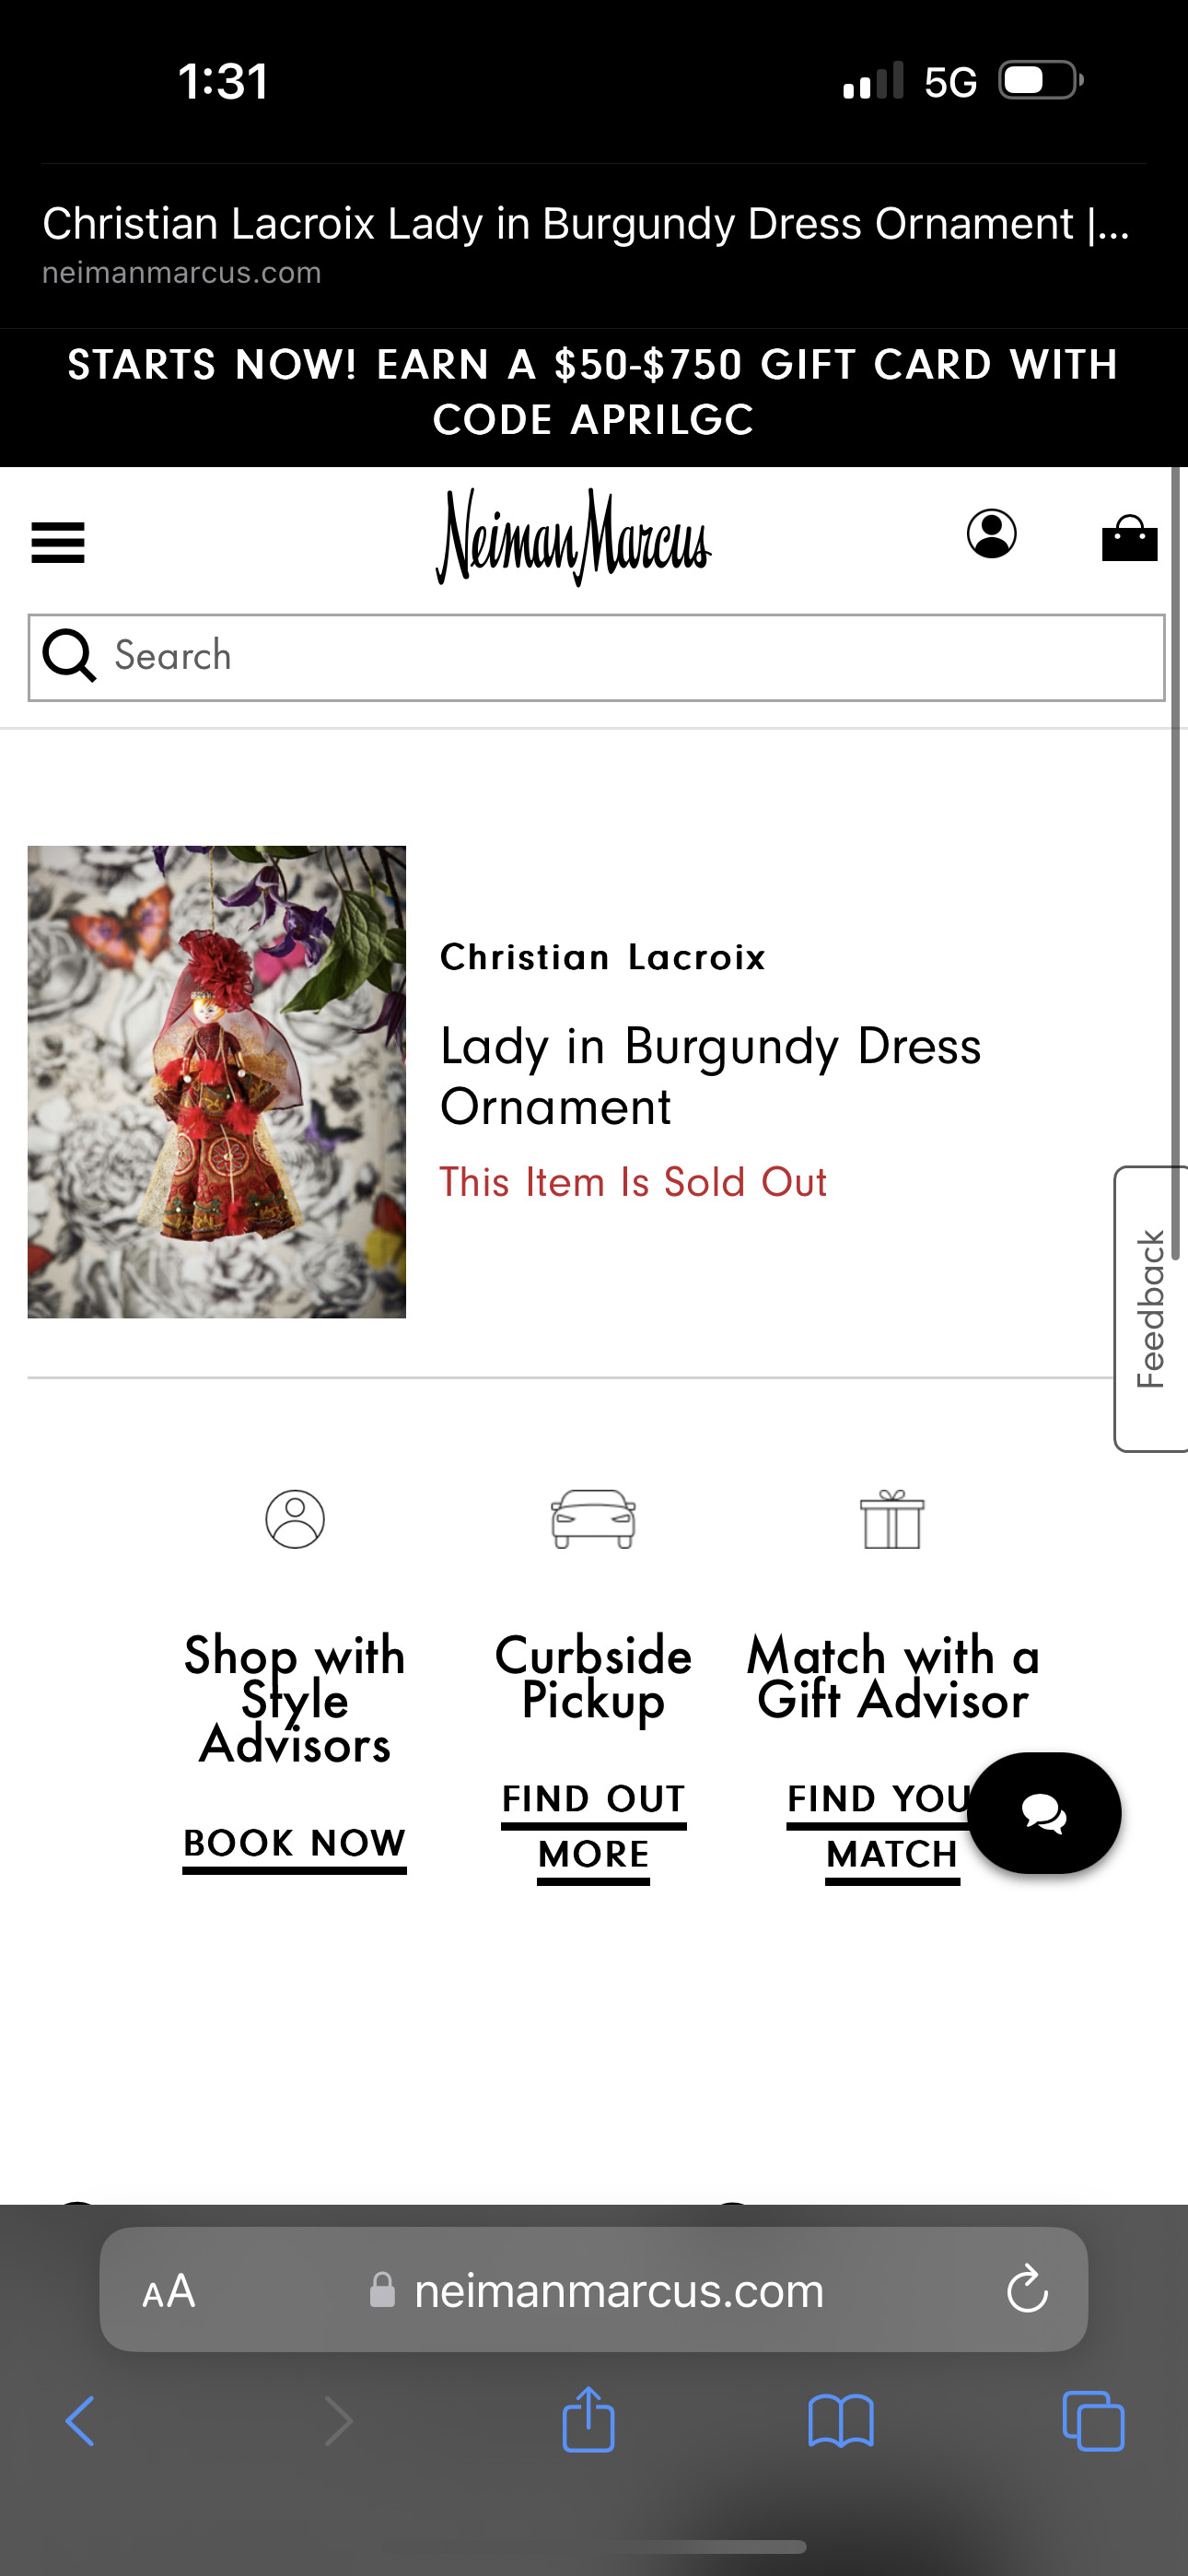 1:31
5G
Christian Lacroix Lady in Burgundy Dress Ornament |...
neimanmarcus.com
STARTS NOW! EARN A $50-$750 GIFT CARD WITH
CODE APRILGC
Neiman Marcus
Search
Christian Lacroix
Lady in Burgundy Dress
Ornament
This Item Is Sold Out
Feedback
Shop with
Style
Advisors
BOOK NOW
Curbside
Pickup
FIND OUT
MORE
Match with a
Gift Advisor
FIND YOU
MATCH
AA
neimanmarcus.com